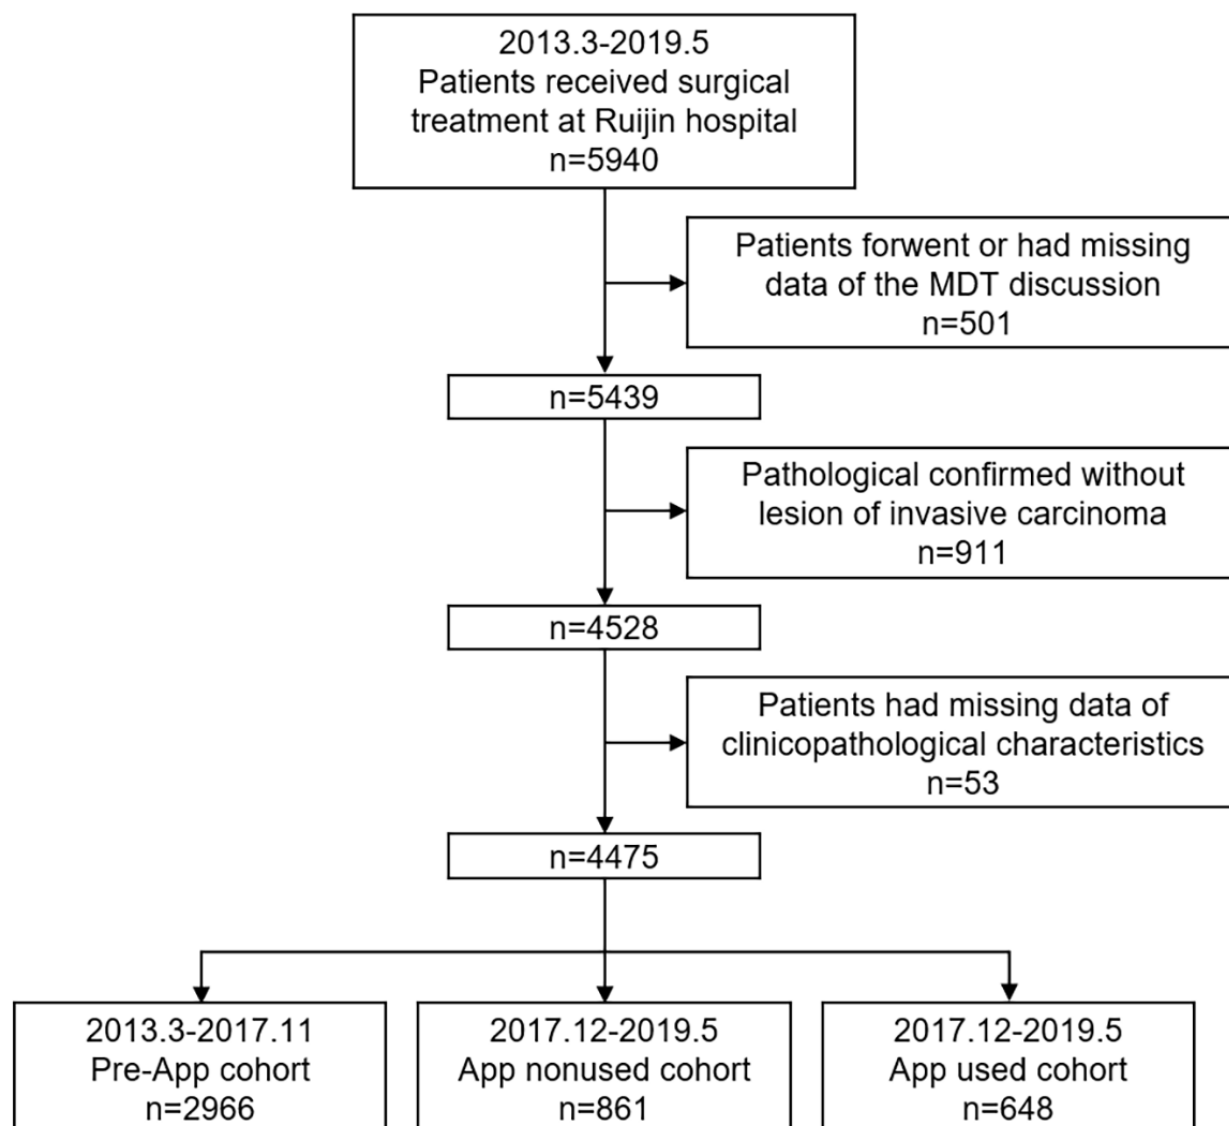 2013.3-2019.5
Patients received surgical
treatment at Ruijin hospital
n=5940
Patients forwent or had missing
data of the MDT discussion
n=501
n=5439
Pathological confirmed without
lesion of invasive carcinoma
n=911
n=4528
Patients had missing data of
clinicopathological characteristics
n=53
n=4475
2013.3-2017.11
Pre-App cohort
n=2966
2017.12-2019.5
App nonused cohort
n=861
2017.12-2019.5
App used cohort
n=648